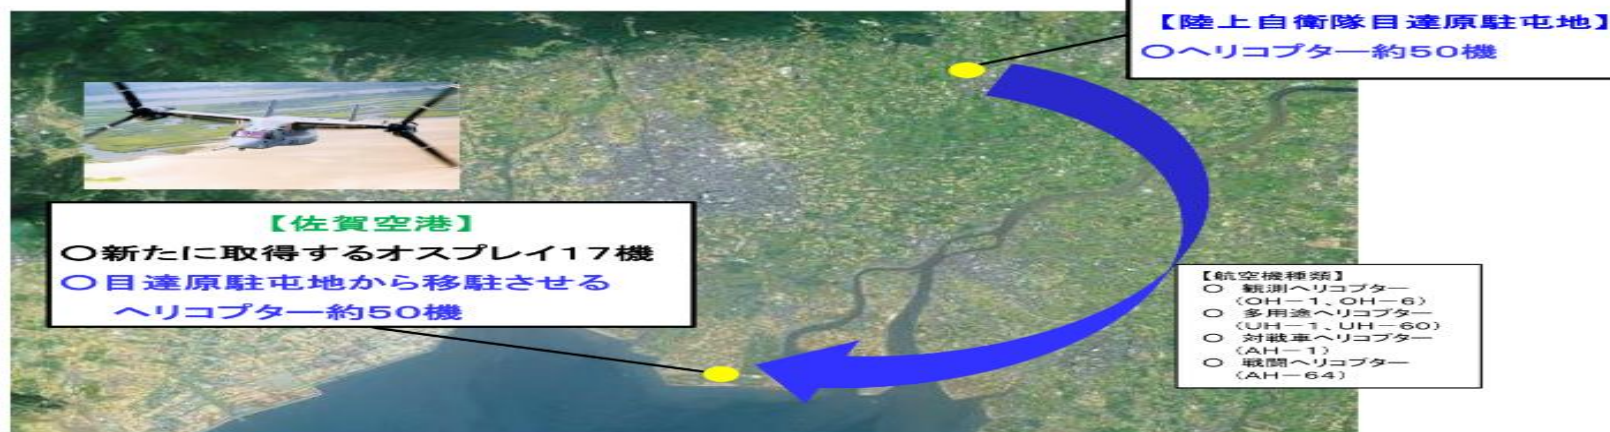 【陸上自衛隊目達原駐屯地】
○ヘリコプター約50機
【佐賀空港】
○新たに取得するオスプレイ17機
○目達原駐屯地から移駐させる
ヘリコプター約50機
【航空機種類】
○ 観測ヘリコプター
(OH－1、OH－6)
○ 多用途ヘリコプター
(UH－1、UH－60)
○ 対戦車ヘリコプター
(AH－1)
○ 戦闘ヘリコプター
(AH－64)